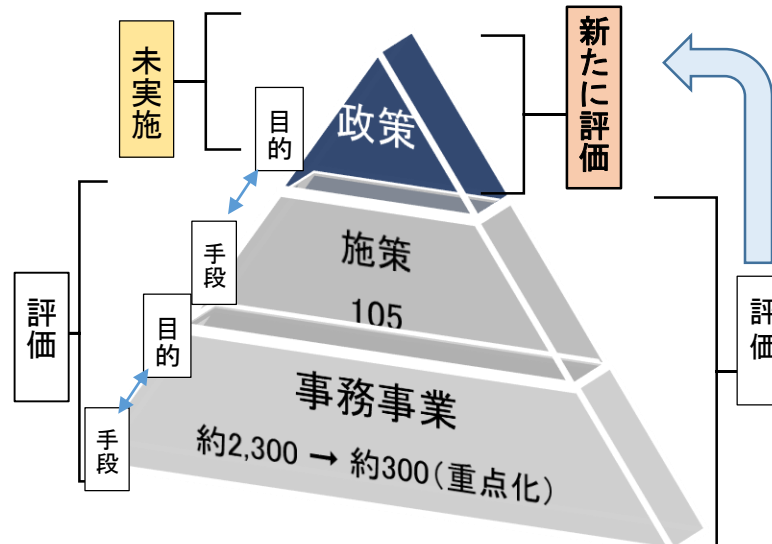 未実施
新たに評価
目的
政策
手段
施策
105
評価
目的
評価
手段
事務事業
約2,300 → 約300(重点化)